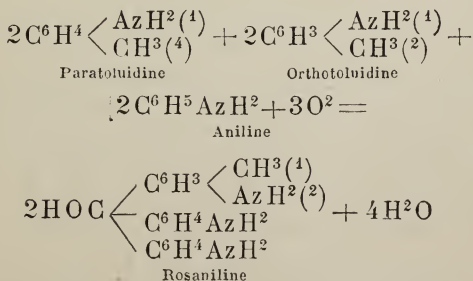 2C⁶H⁴ < AzH²(¹) CH³(⁴) + 2C⁶H³ < AzH²(¹) CH³(²) +
Paratoluidine Orthotoluidine
2C⁶H⁵AzH²+3O²=
Aniline
C⁶H³ < CH³(¹) AzH²(²)
2HOC < C⁶H⁴AzH² + 4H²O
C⁶H⁴AzH²
Rosaniline